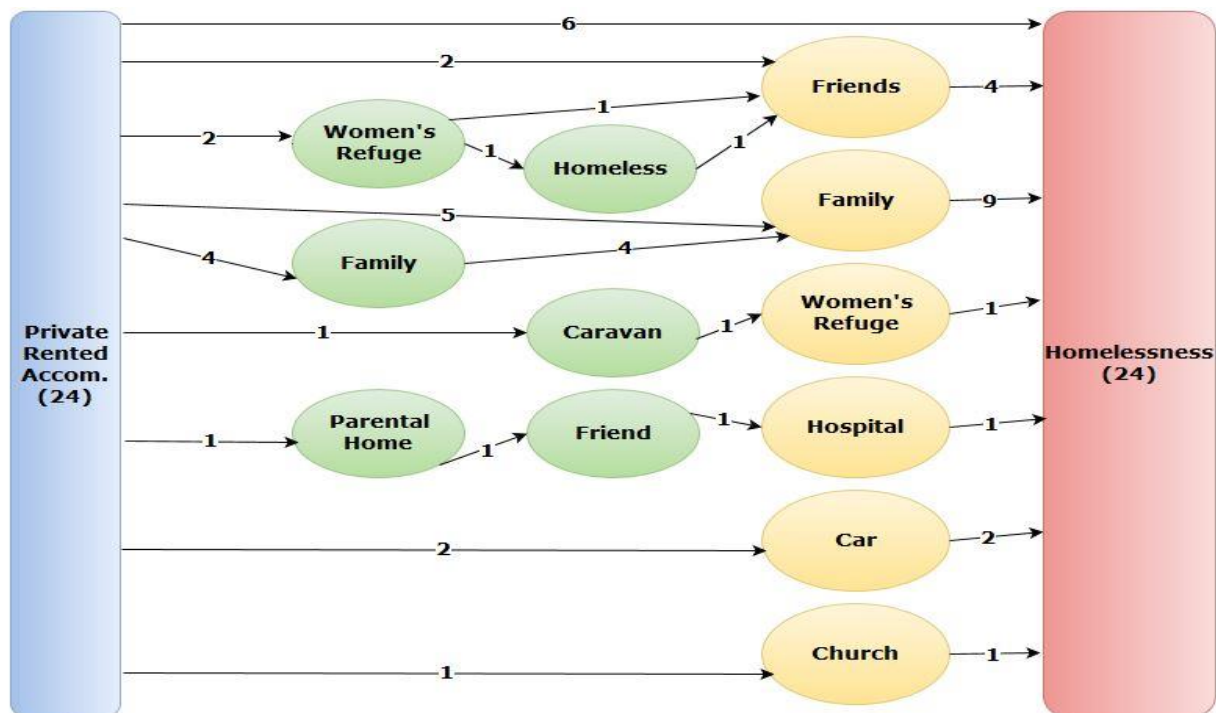 6
2
Friends
4
1
2
Women's
Refuge
1
Homeless
1
5
Family
9
4
Family
4
Women's
Refuge
1
Caravan
1
1
Private
Rented
Accom.
(24)
Homelessness
(24)
1
Parental
Home
1
Friend
1
Hospital
1
2
Car
2
1
Church
1